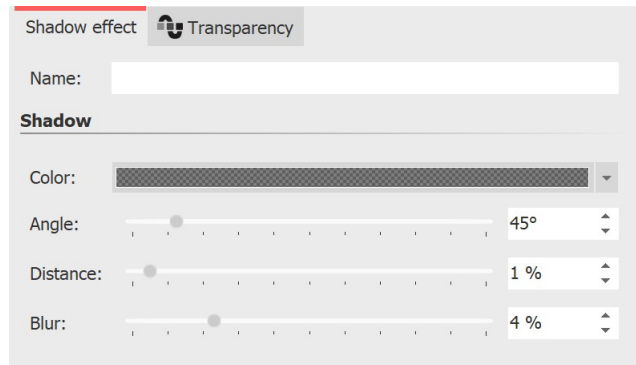 Shadow effect Transparency
Name:
Shadow
Color:
Angle: 45°
Distance: 1 %
Blur: 4 %